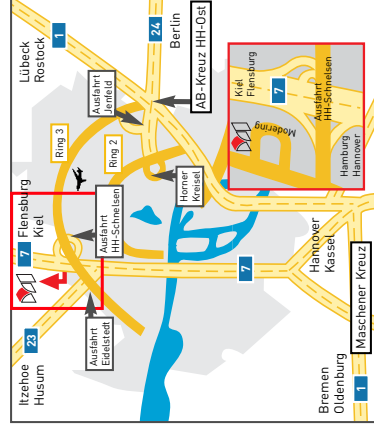 Itzehoe
Husum
23
7
Flensburg
Kiel
Lübeck
Rostock
1
24
Berlin
Ausfahrt
Jenfeld
AB-Kreuz HH-Ost
Ring 3
Ring 2
Ausfahrt
HH-Schnelsen
Horner
Kreisel
Ausfahrt
Eidelstedt
7
Hannover
Kassel
Bremen
Oldenburg
1
Maschener Kreuz
Kiel
Flensburg
7
Modering
Ausfahrt
HH-Schnelsen
Hamburg
Hannover